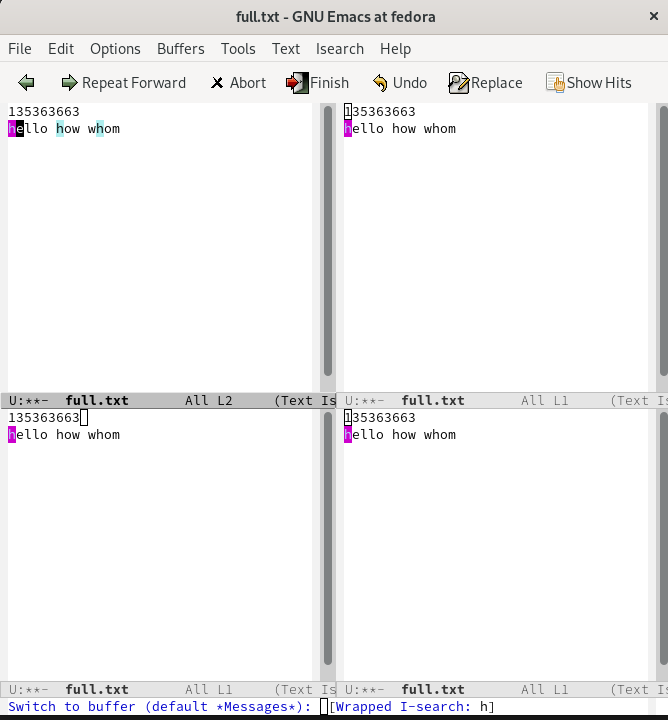 full.txt - GNU Emacs at fedora
File Edit Options Buffers Tools Text Isearch Help
Repeat Forward Abort Finish Undo Replace Show Hits
135363663
hello how whom
U:**- full.txt All L2 (Text Is
135363663
hello how whom
U:**- full.txt All L1 (Text Is
135363663
hello how whom
U:**- full.txt All L1 (Text Is
135363663
hello how whom
U:**- full.txt All L1 (Text Is
Switch to buffer (default *Messages*): [Wrapped I-search: h]